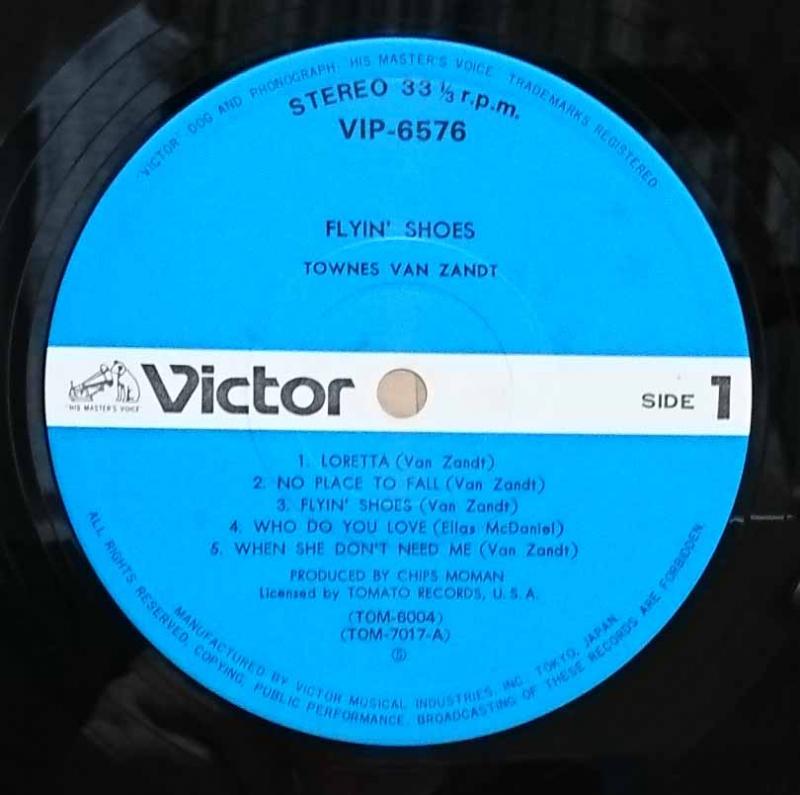 "VICTOR" DOG AND PHONOGRAPH. HIS MASTER'S VOICE TRADEMARKS REGISTERED
STEREO 33 ⅓ r.p.m.
VIP-6576
FLYIN' SHOES
TOWNES VAN ZANDT
"HIS MASTER'S VOICE"
Victor
SIDE 1
1. LORETTA (Van Zandt)
2. NO PLACE TO FALL (Van Zandt)
3. FLYIN' SHOES (Van Zandt)
4. WHO DO YOU LOVE (Ellas McDaniel)
5. WHEN SHE DON'T NEED ME (Van Zandt)
PRODUCED BY CHIPS MOMAN
Licensed by TOMATO RECORDS, U. S. A.
(TOM-6004)
(TOM-7017-A)
MANUFACTURED BY VICTOR MUSICAL INDUSTRIES, INC. TOKYO, JAPAN.
ALL RIGHTS RESERVED, COPYING, PUBLIC PERFORMANCE, BROADCASTING OF THESE RECORDS ARE FORBIDDEN.